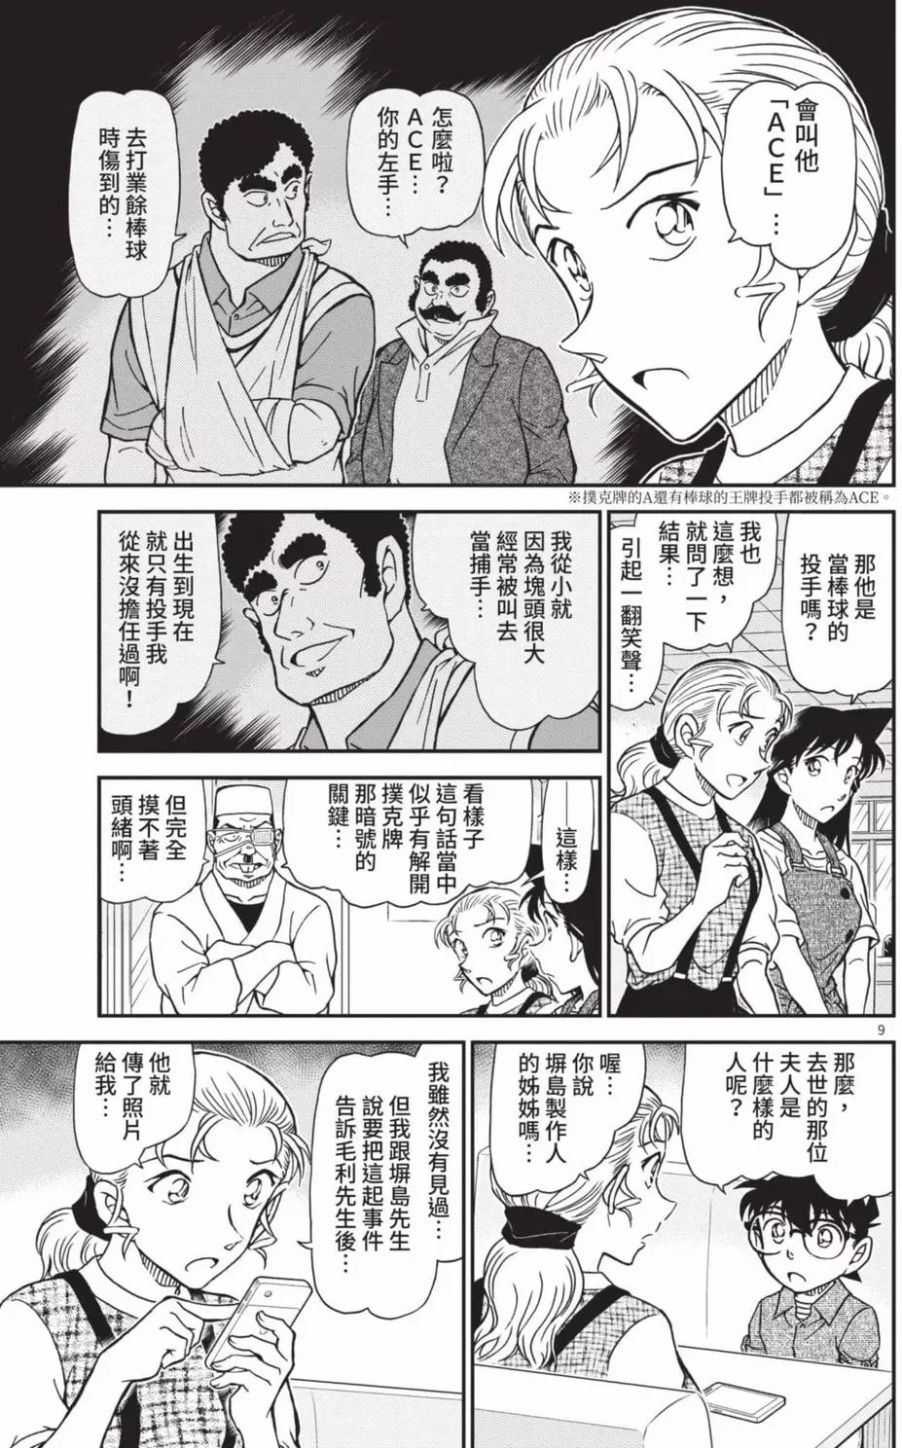 會叫他
「ACE」…
怎麼啦?
ACE…
你的左手…
去打業餘棒球
時傷到的…
※撲克牌的A還有棒球的王牌投手都被稱為ACE。
那他是
當棒球的
投手嗎?
我也
這麼想,
就問了一下
結果…
引起一翻笑聲…
我從小就
因為塊頭很大
經常被叫去
當捕手…
出生到現在
就只有投手我
從來沒擔任過啊!
這樣…
看樣子
這句話當中
似乎有解開
撲克牌
那暗號的
關鍵…
但完全
摸不著
頭緒啊…
9
那麼,
去世的那位
夫人是
什麼樣的
人呢?
喔…
你說
塀島製作人
的姊姊嗎…
我雖然沒有見過…
但我跟塀島先生
說要把這起事件
告訴毛利先生後…
他就
傳了照片
給我…